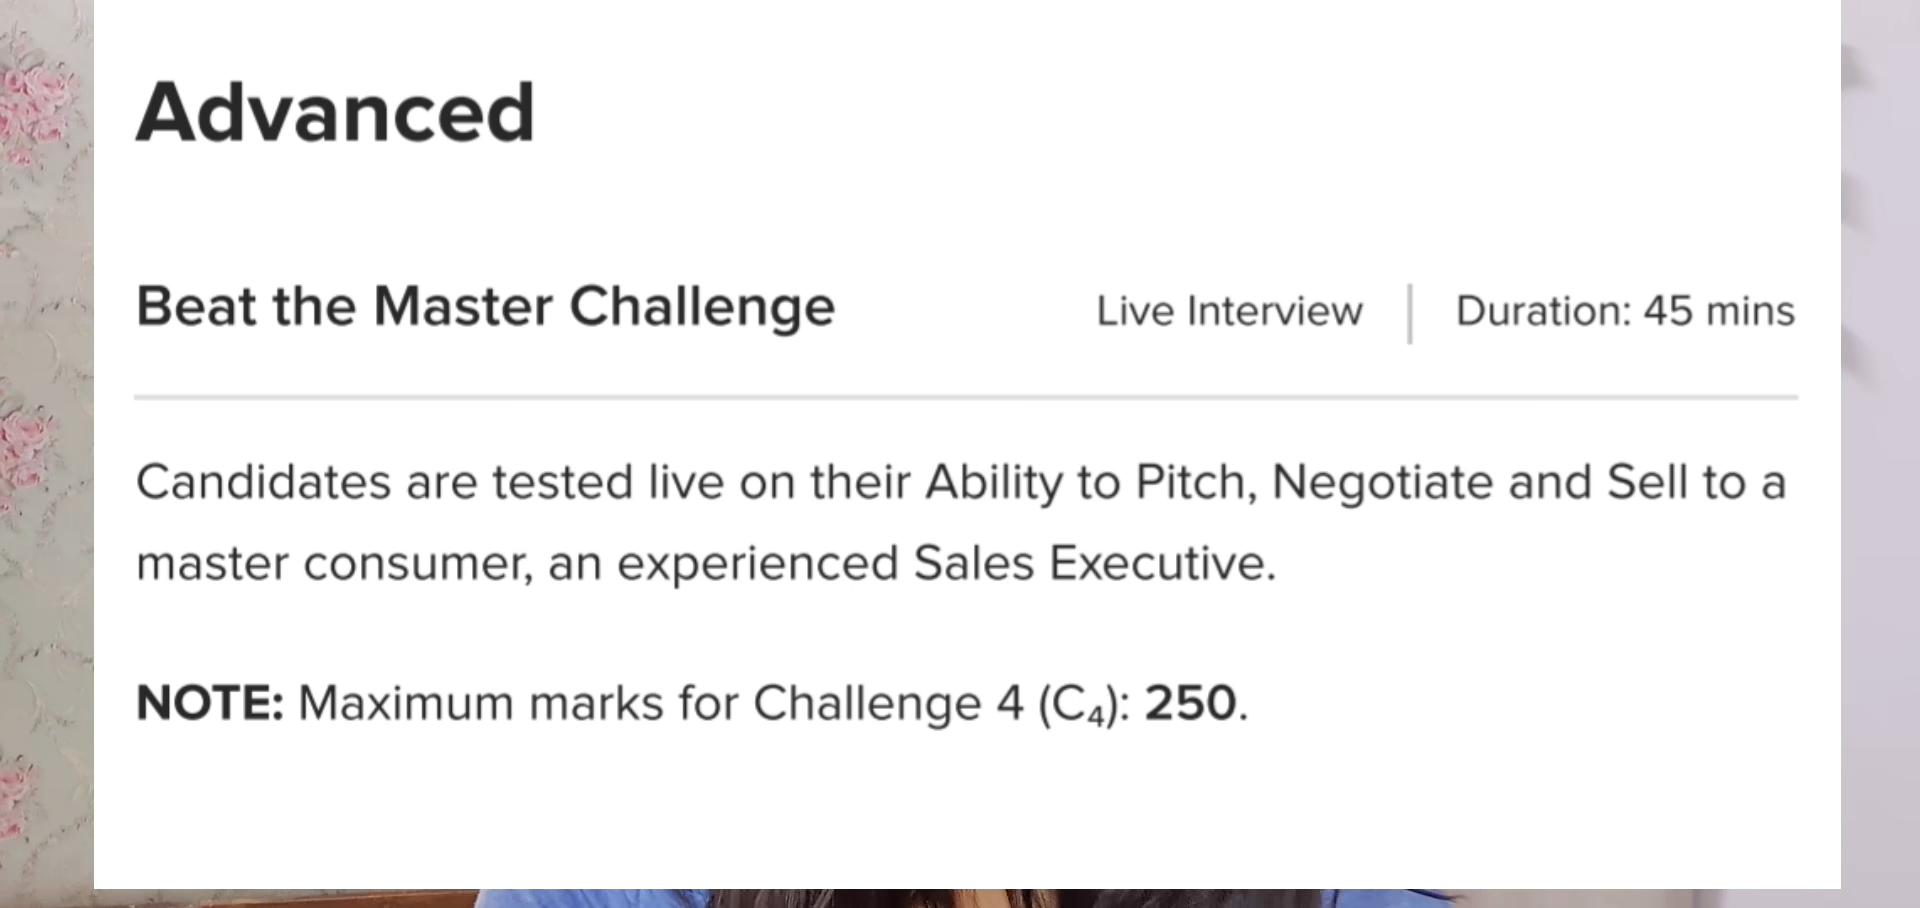 Advanced
Beat the Master Challenge Live Interview | Duration: 45 mins
Candidates are tested live on their Ability to Pitch, Negotiate and Sell to a
master consumer, an experienced Sales Executive.
NOTE: Maximum marks for Challenge 4 (C₄): 250.